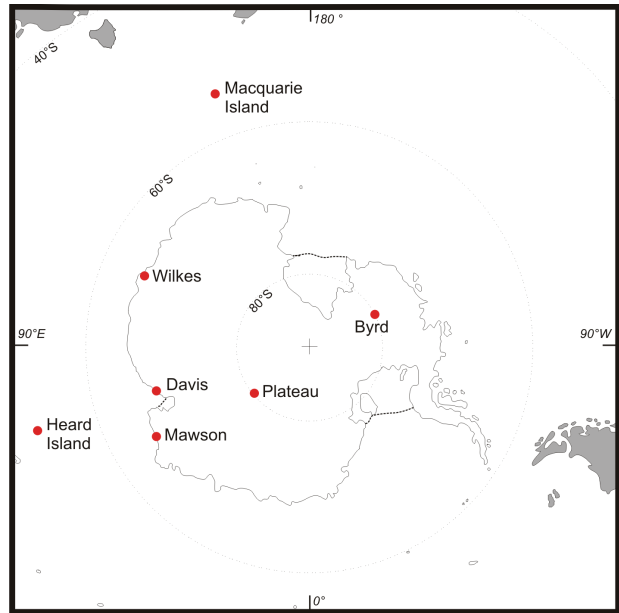 180 °
40°S
Macquarie
Island
60°S
Wilkes
80°S
Byrd
90°E
90°W
Davis
Plateau
Heard
Island
Mawson
0°